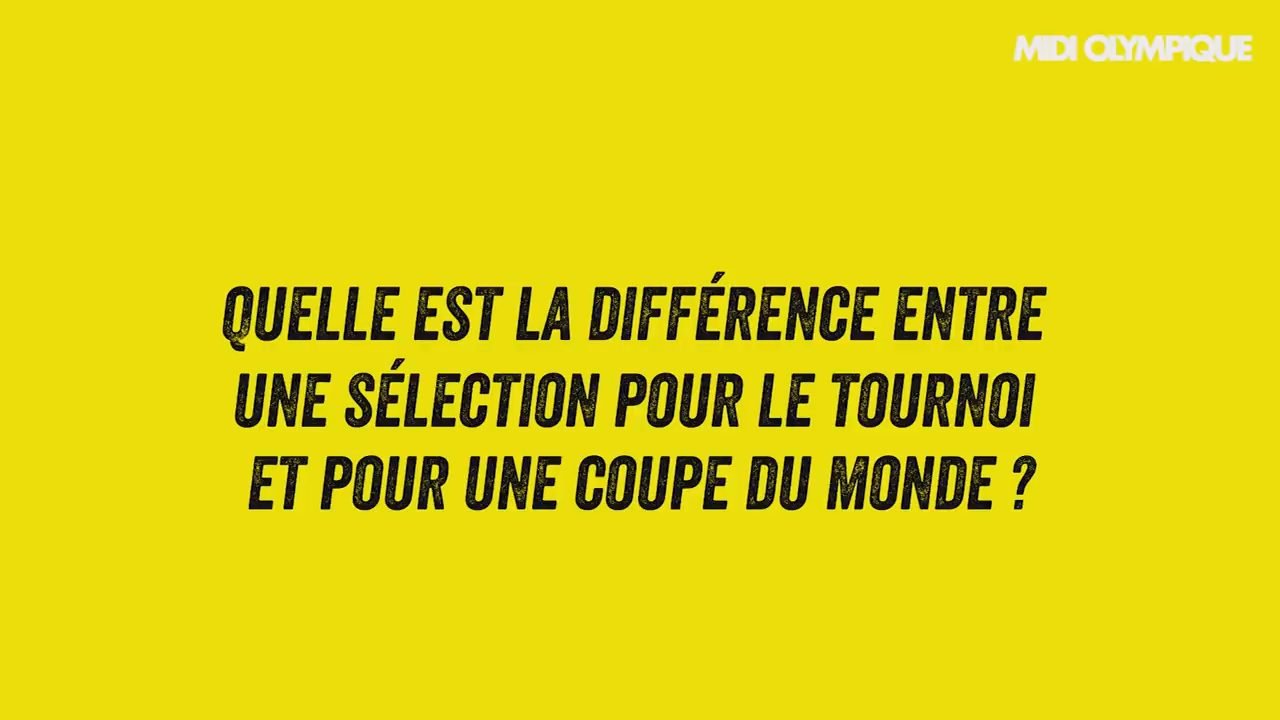 MIDI OLYMPIQUE
QUELLE EST LA DIFFÉRENCE ENTRE
UNE SÉLECTION POUR LE TOURNOI
ET POUR UNE COUPE DU MONDE ?